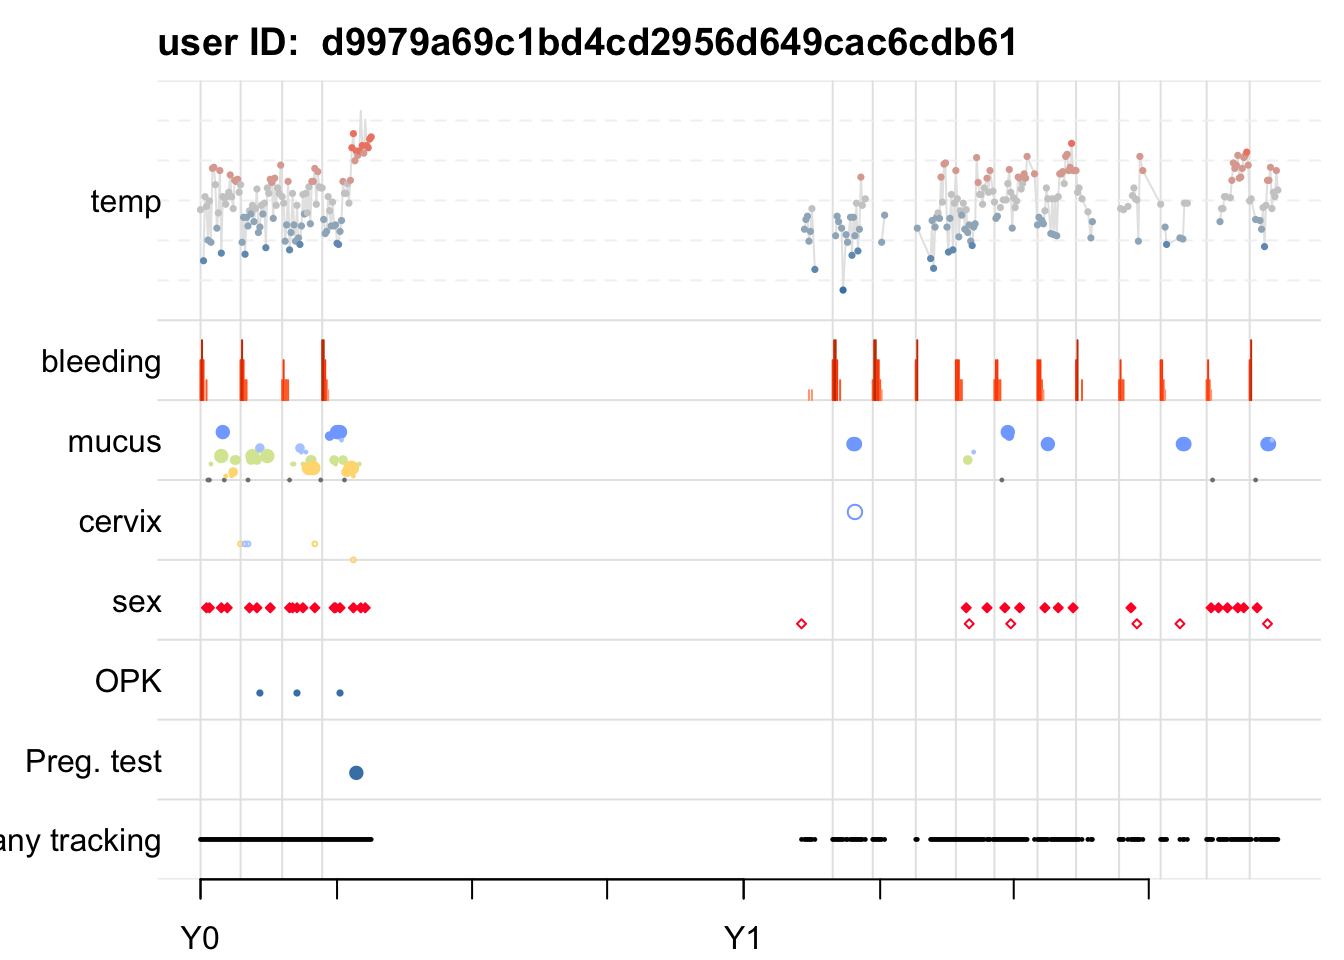 user ID:  d9979a69c1bd4cd2956d649cac6cdb61
temp
bleeding
mucus
cervix
sex
OPK
Preg. test
any tracking
Y0
Y1